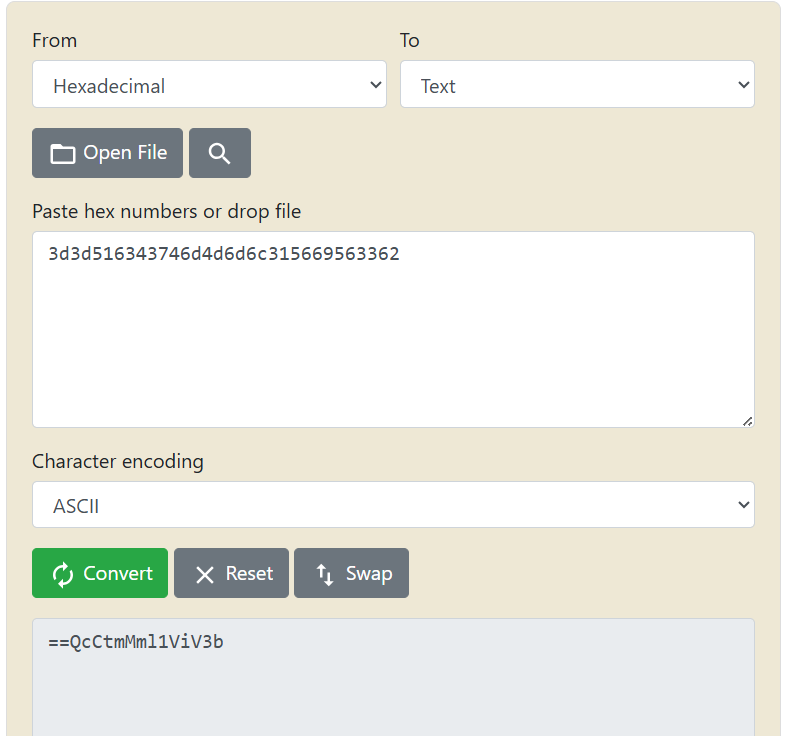 From To
Hexadecimal Text
Open File
Paste hex numbers or drop file
3d3d516343746d4d6d6c315669563362
Character encoding
ASCII
Convert Reset Swap
==QcCtmMml1ViV3b